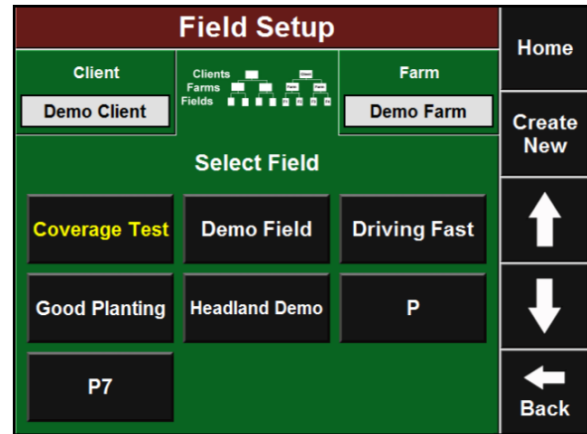 Field Setup
Home
Client
Clients
Farms
Fields
Farm
Demo Client
Demo Farm
Create
New
Select Field
Coverage Test
Demo Field
Driving Fast
Good Planting
Headland Demo
P
P7
Back